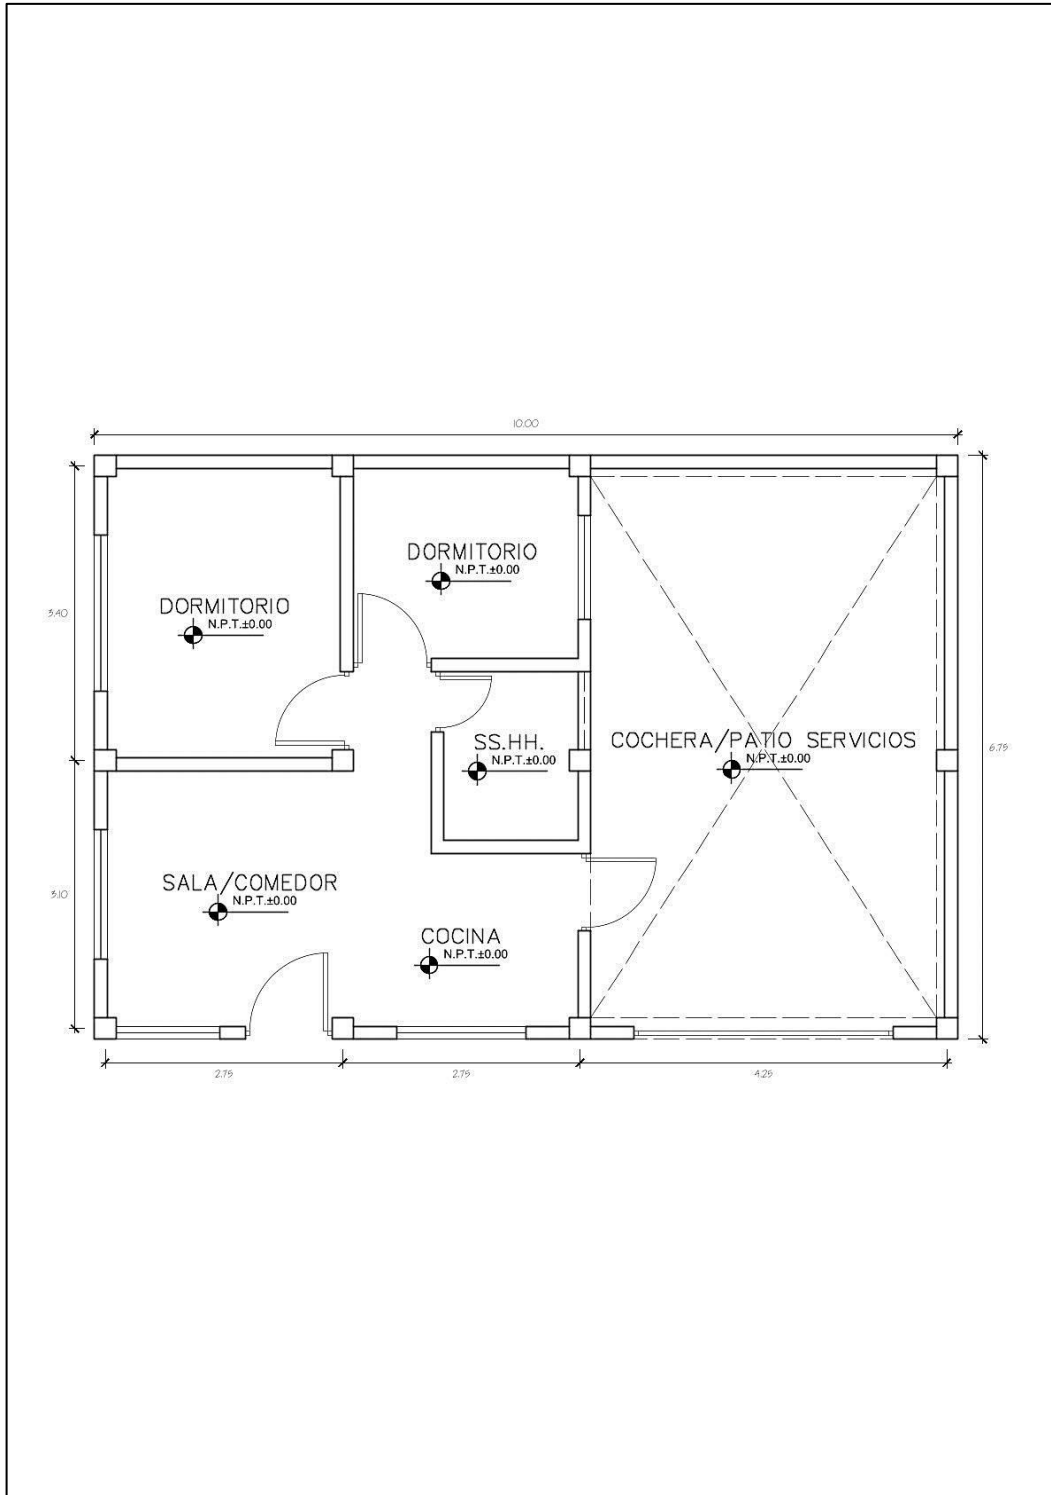 10.00
DORMITORIO
N.P.T.±0.00
DORMITORIO
N.P.T.±0.00
3.40
SS.HH.
N.P.T.±0.00
COCHERA/PATIO SERVICIOS
N.P.T.±0.00
6.75
SALA/COMEDOR
N.P.T.±0.00
3.10
COCINA
N.P.T.±0.00
2.75
2.75
4.25